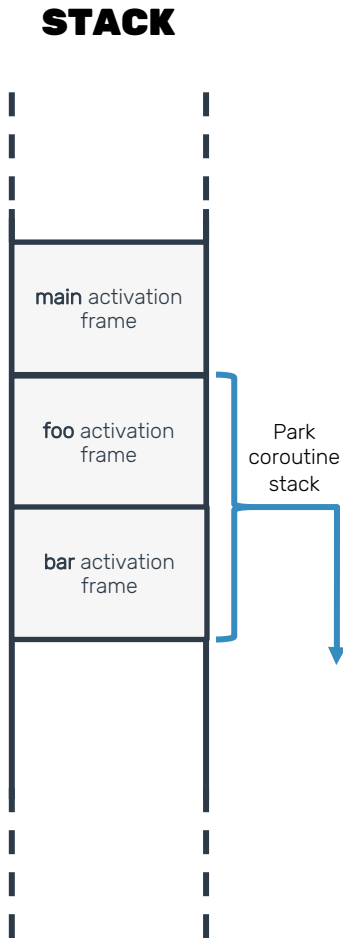 STACK
main activation
frame
foo activation
frame
Park
coroutine
stack
bar activation
frame